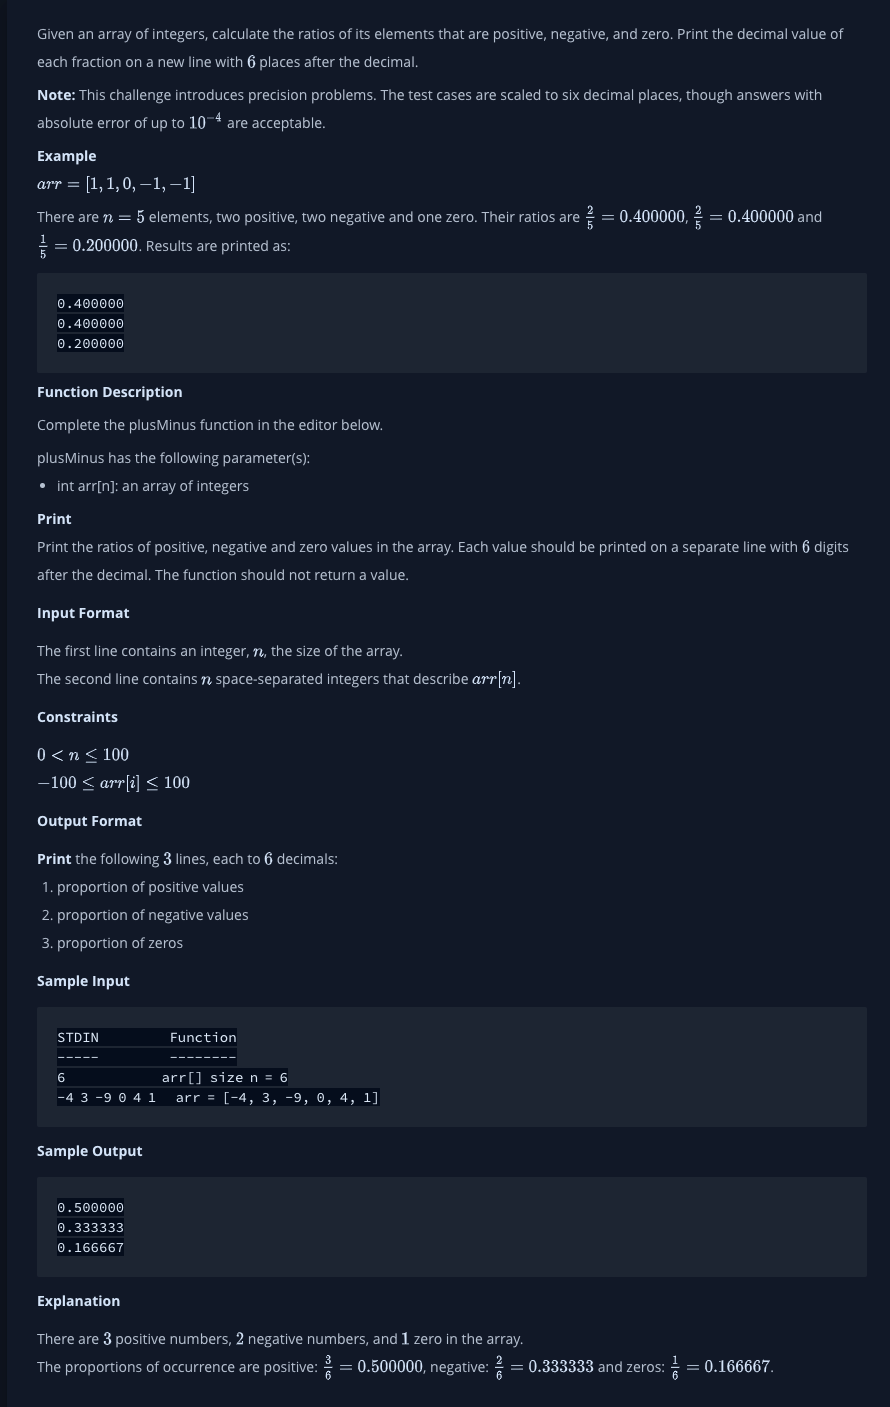 Given an array of integers, calculate the ratios of its elements that are positive, negative, and zero. Print the decimal value of
each fraction on a new line with 6 places after the decimal.
Note: This challenge introduces precision problems. The test cases are scaled to six decimal places, though answers with
absolute error of up to 10⁻⁴ are acceptable.
Example
arr = [1, 1, 0, −1, −1]
There are n = 5 elements, two positive, two negative and one zero. Their ratios are 2/5 = 0.400000, 2/5 = 0.400000 and
1/5 = 0.200000. Results are printed as:
0.400000
0.400000
0.200000
Function Description
Complete the plusMinus function in the editor below.
plusMinus has the following parameter(s):
• int arr[n]: an array of integers
Print
Print the ratios of positive, negative and zero values in the array. Each value should be printed on a separate line with 6 digits
after the decimal. The function should not return a value.
Input Format
The first line contains an integer, n, the size of the array.
The second line contains n space-separated integers that describe arr[n].
Constraints
0 < n ≤ 100
−100 ≤ arr[i] ≤ 100
Output Format
Print the following 3 lines, each to 6 decimals:
1. proportion of positive values
2. proportion of negative values
3. proportion of zeros
Sample Input
STDIN Function
----- --------
6 arr[] size n = 6
-4 3 -9 0 4 1 arr = [-4, 3, -9, 0, 4, 1]
Sample Output
0.500000
0.333333
0.166667
Explanation
There are 3 positive numbers, 2 negative numbers, and 1 zero in the array.
The proportions of occurrence are positive: 3/6 = 0.500000, negative: 2/6 = 0.333333 and zeros: 1/6 = 0.166667.